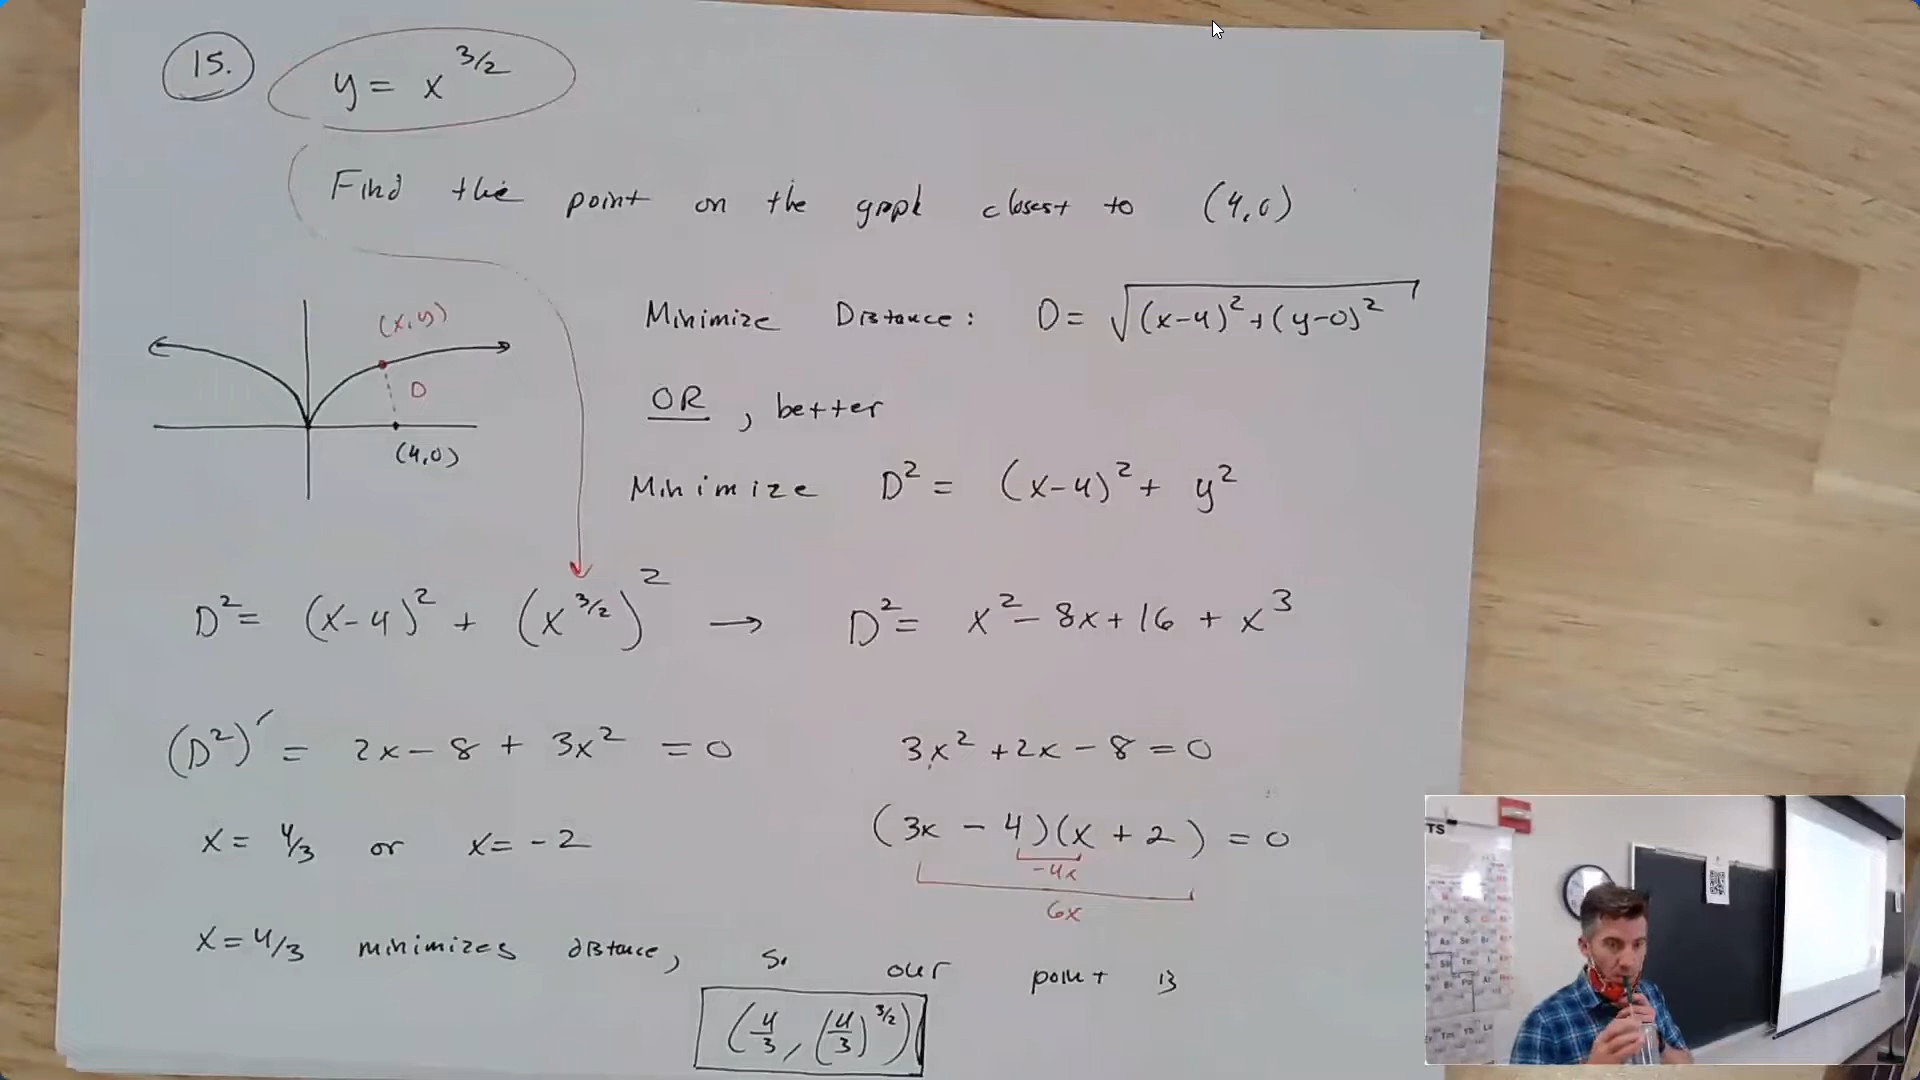 15. y = x^{3/2}
Find the point on the graph closest to (4,0)
(x,y)
D
(4,0)
Minimize Distance: D = √((x-4)^2 + (y-0)^2)
OR, better
Minimize D^2 = (x-4)^2 + y^2
D^2 = (x-4)^2 + (x^{3/2})^2 → D^2 = x^2 - 8x + 16 + x^3
(D^2)' = 2x - 8 + 3x^2 = 0
3x^2 + 2x - 8 = 0
(3x - 4)(x + 2) = 0
-4x
6x
x = 4/3 or x = -2
x = 4/3 minimizes distance, so our point is
(4/3, (4/3)^{3/2})
TS